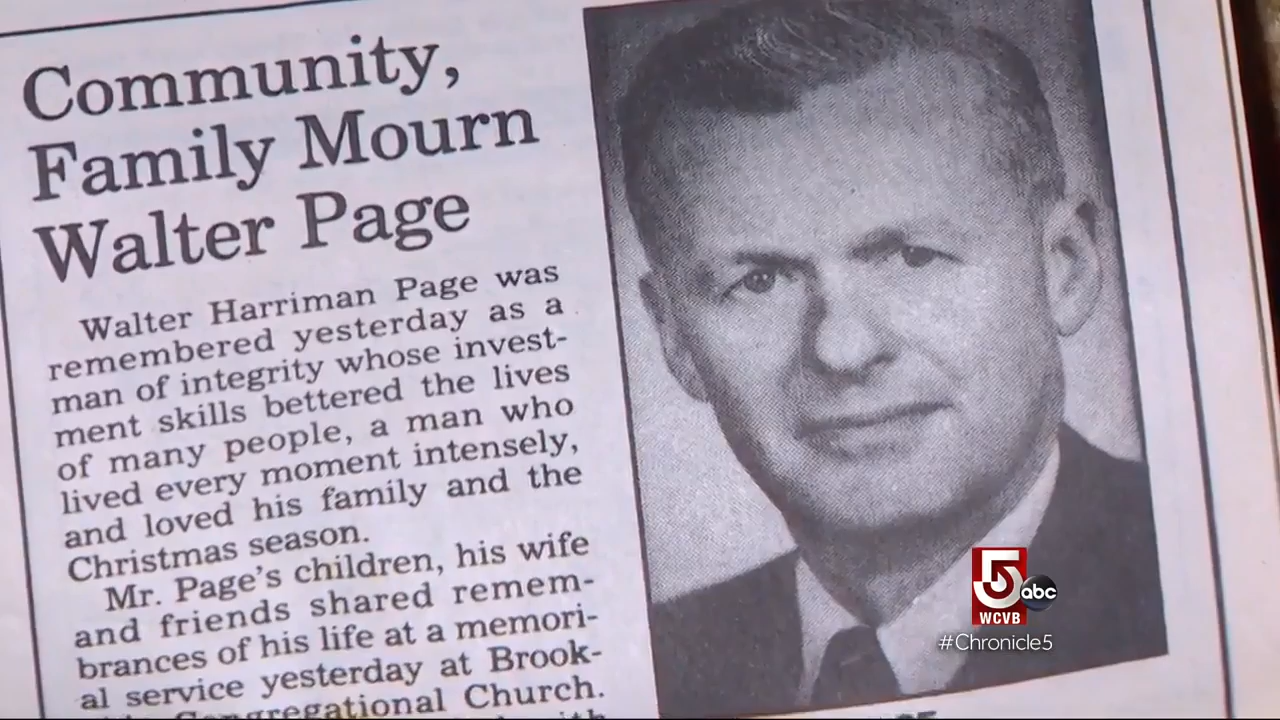 Community,
Family Mourn
Walter Page
Walter Harriman Page was
remembered yesterday as a
man of integrity whose invest-
ment skills bettered the lives
of many people, a man who
lived every moment intensely,
and loved his family and the
Christmas season.
Mr. Page's children, his wife
and friends shared remem-
brances of his life at a memori-
al service yesterday at Brook-
Congregational Church.
5 abc
WCVB
#Chronicle5